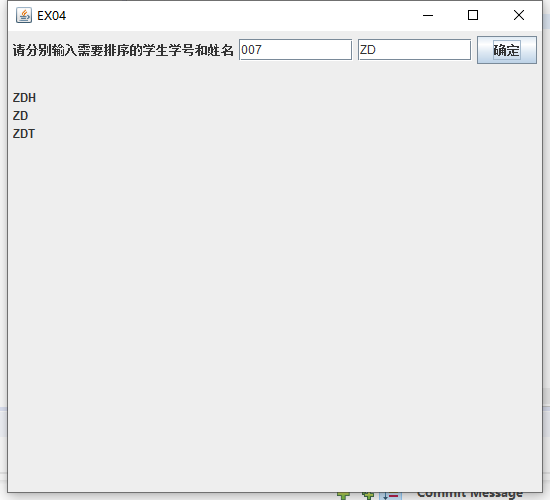 EX04
请分别输入需要排序的学生学号和姓名 007 ZD 确定
ZDH
ZD
ZDT
Commit Message